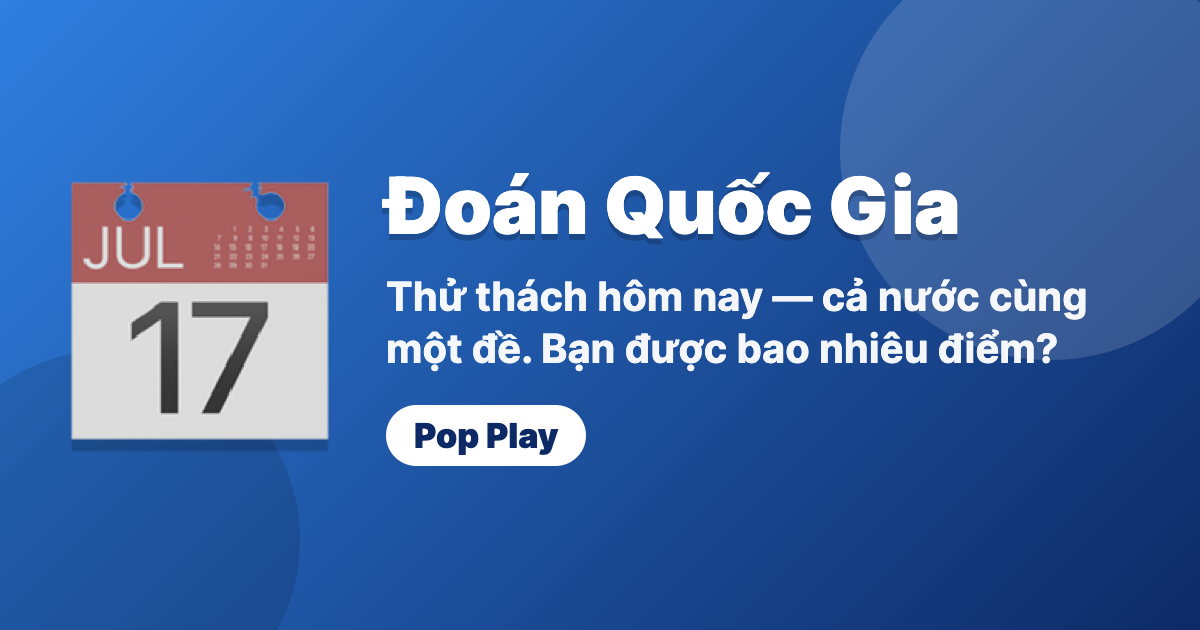 Đoán Quốc Gia
Thử thách hôm nay — cả nước cùng
một đề. Bạn được bao nhiêu điểm?
Pop Play
JUL
17